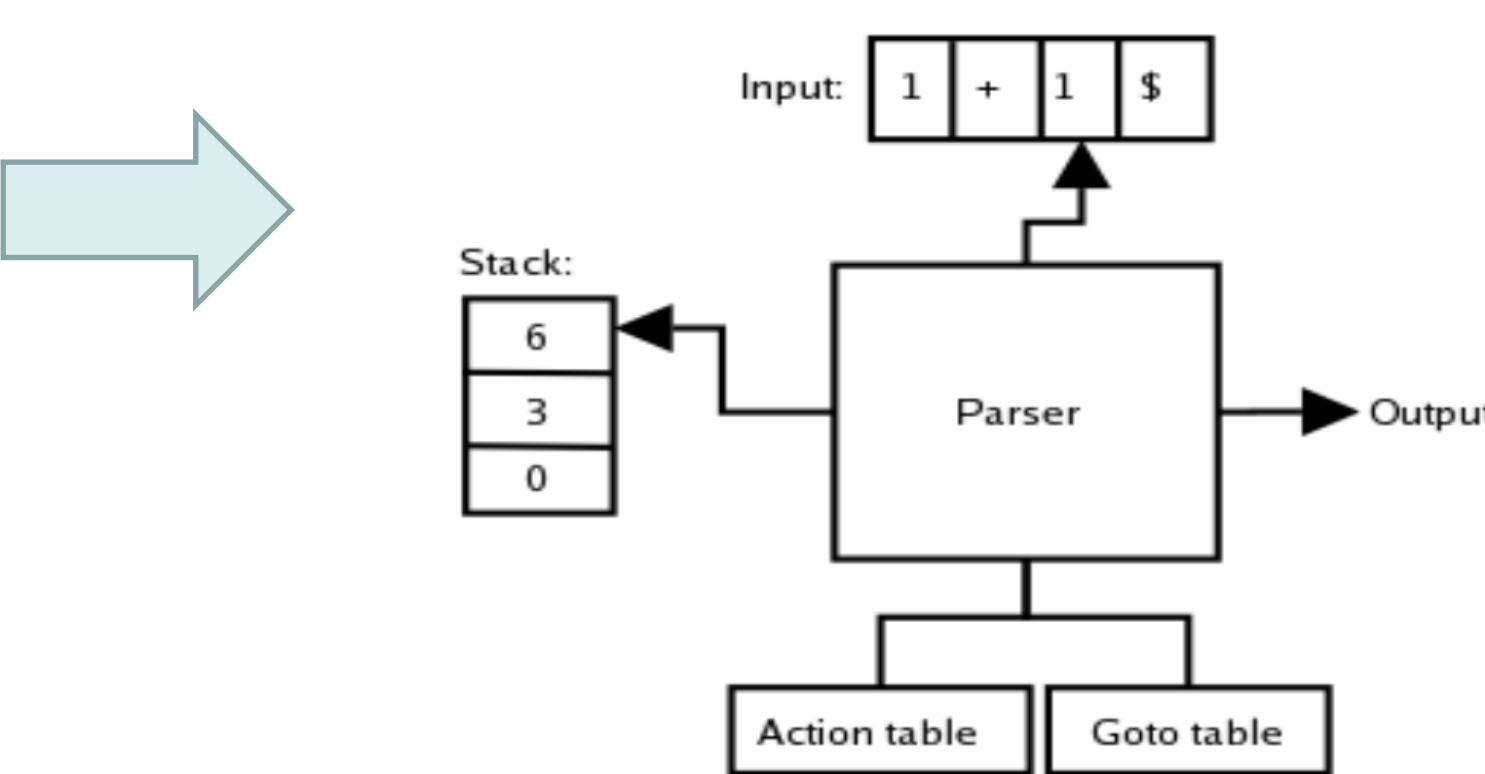 Input: 1 + 1 $
Stack:
6
3
0
Parser
Output
Action table Goto table